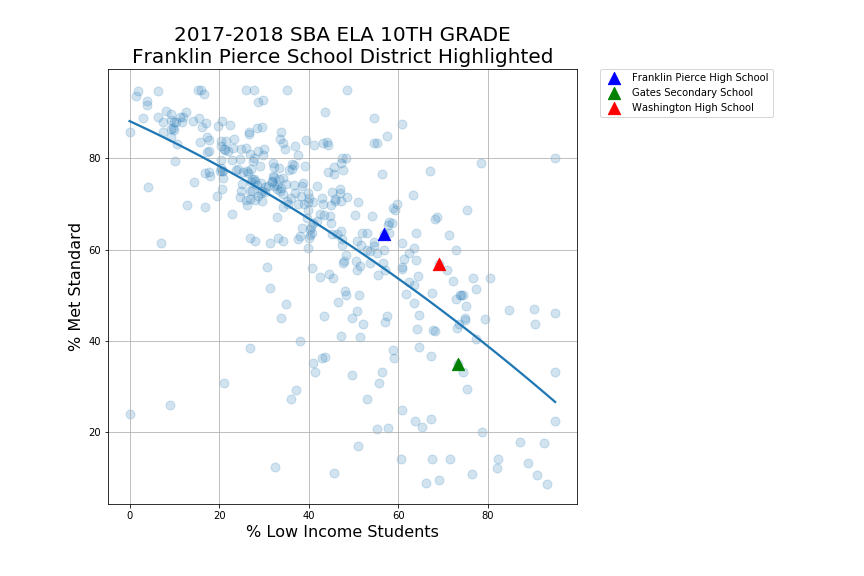 2017-2018 SBA ELA 10TH GRADE
Franklin Pierce School District Highlighted
Franklin Pierce High School
Gates Secondary School
Washington High School
% Met Standard
80
60
40
20
0
20
40
60
80
% Low Income Students